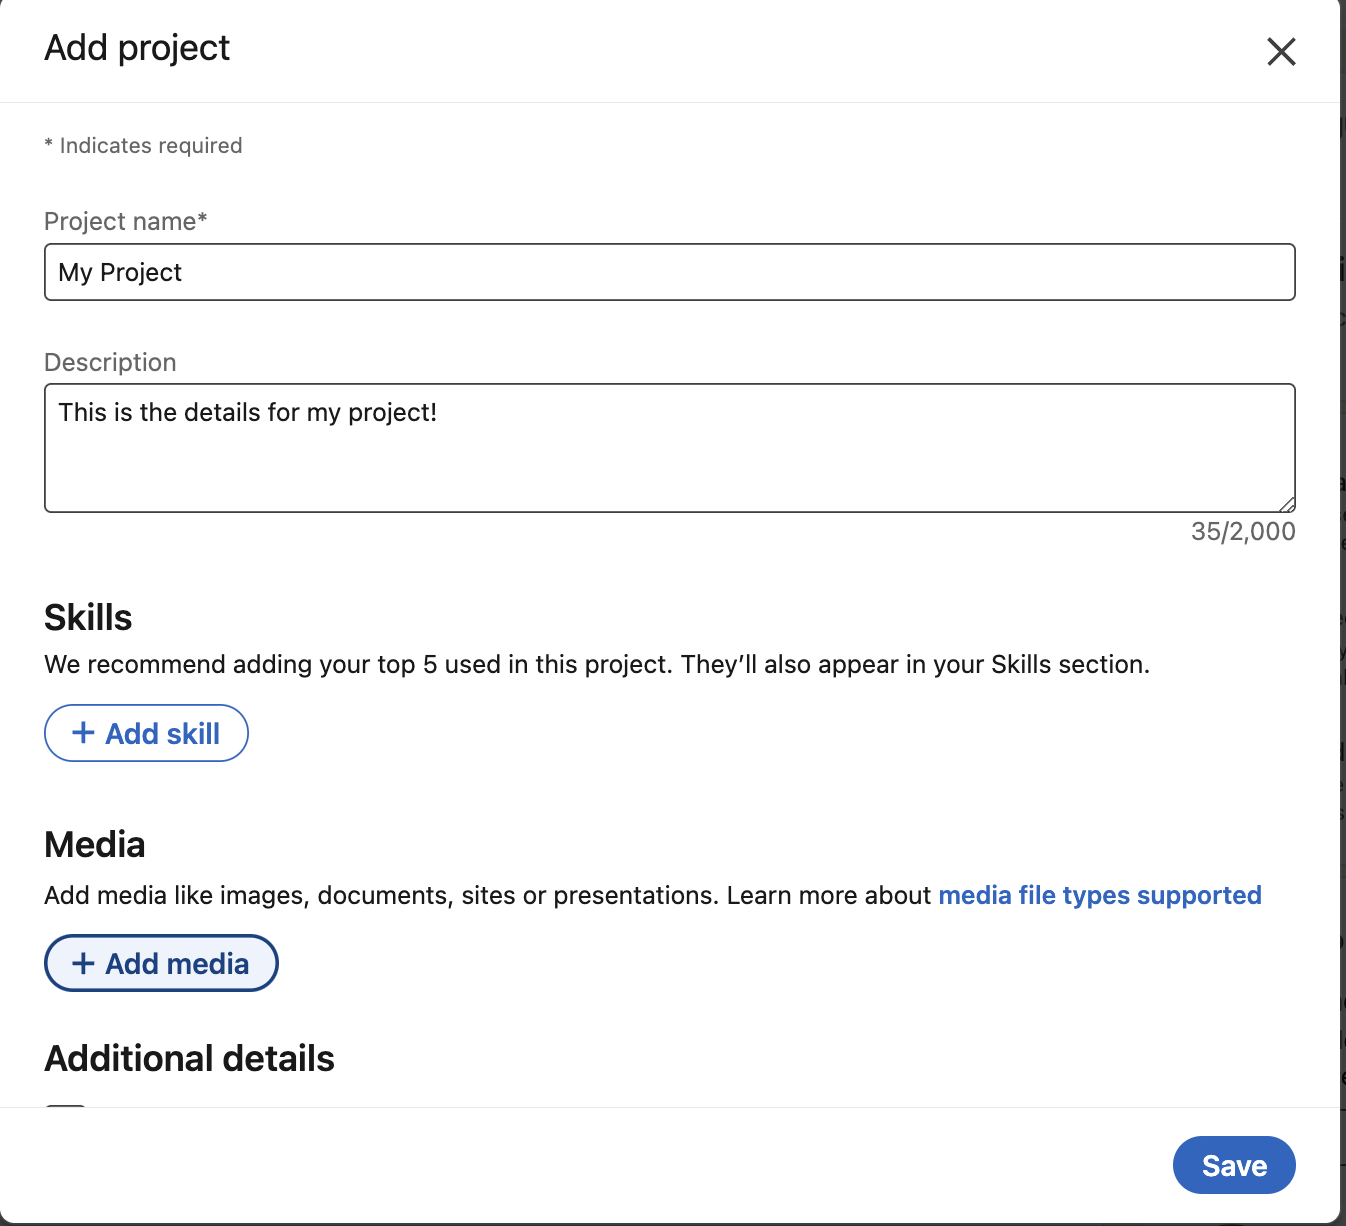 Add project
* Indicates required
Project name*
My Project
Description
This is the details for my project!
35/2,000
Skills
We recommend adding your top 5 used in this project. They’ll also appear in your Skills section.
+ Add skill
Media
Add media like images, documents, sites or presentations. Learn more about media file types supported
+ Add media
Additional details
Save